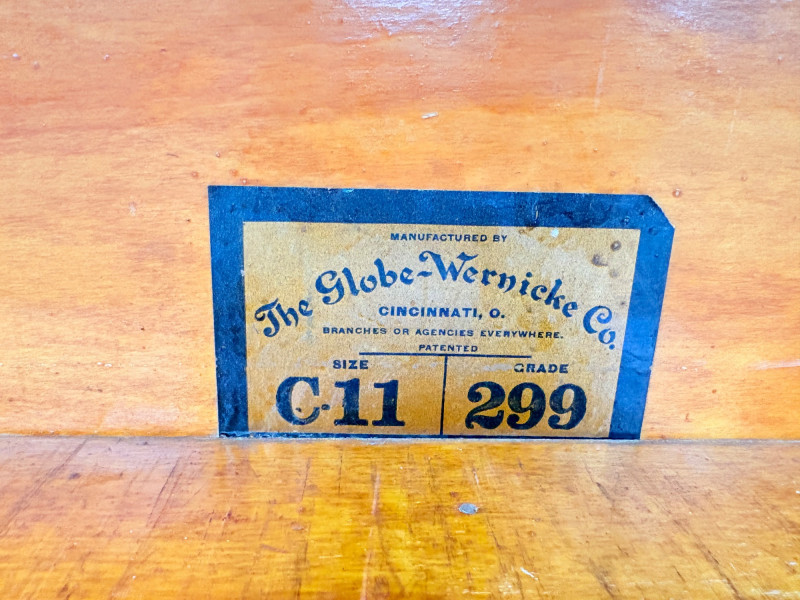 MANUFACTURED BY
The Globe-Wernicke Co.
CINCINNATI, O.
BRANCHES OR AGENCIES EVERYWHERE.
PATENTED
SIZE GRADE
C-11 299